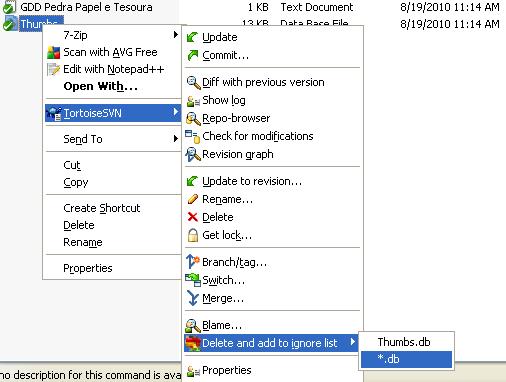 GDD Pedra Papel e Tesoura 1 KB Text Document 8/19/2010 11:14 AM
Thumbs 13 KB Data Base File 8/19/2010 11:14 AM
7-Zip
Scan with AVG Free
Edit with Notepad++
Open With...
TortoiseSVN
Send To
Cut
Copy
Create Shortcut
Delete
Rename
Properties
Update
Commit...
Diff with previous version
Show log
Repo-browser
Check for modifications
Revision graph
Update to revision...
Rename...
Delete
Get lock...
Branch/tag...
Switch...
Merge...
Blame...
Delete and add to ignore list
Properties
Thumbs.db
*.db
no description for this command is avai